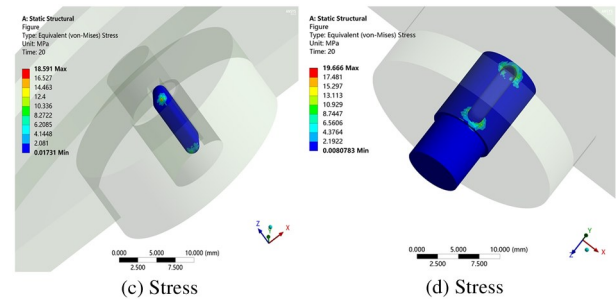 A: Static Structural
Figure
Type: Equivalent (von-Mises) Stress
Unit: MPa
Time: 20
18.591 Max
16.527
14.463
12.4
10.336
8.2722
6.2085
4.1448
2.081
0.01731 Min
Z
Y
X
0.000
5.000
10.000 (mm)
2.500
7.500
(c) Stress
A: Static Structural
Figure
Type: Equivalent (von-Mises) Stress
Unit: MPa
Time: 20
19.666 Max
17.481
15.297
13.113
10.929
8.7447
6.5606
4.3764
2.1922
0.0080783 Min
Y
X
Z
0.000
5.000
10.000 (mm)
2.500
7.500
(d) Stress